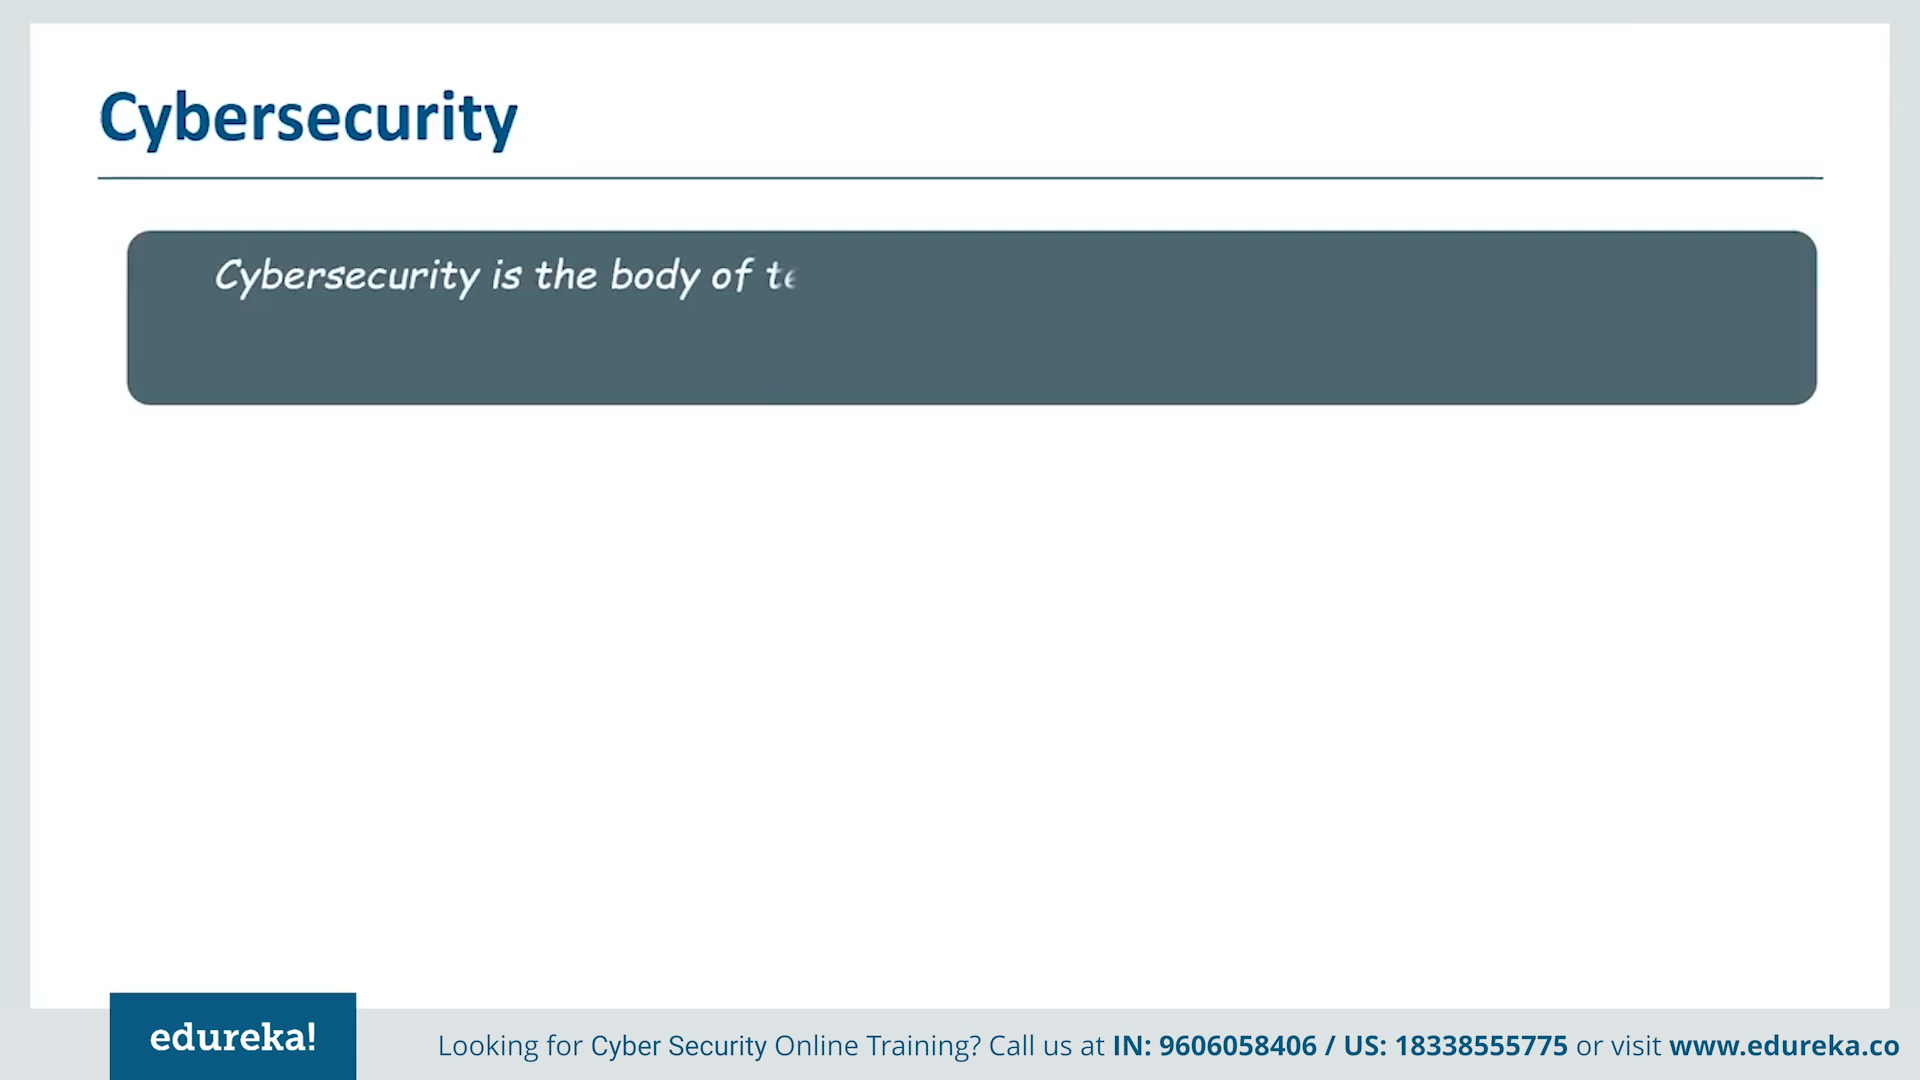 Cybersecurity
Cybersecurity is the body of
edureka!
Looking for Cyber Security Online Training? Call us at IN: 9606058406 / US: 18338555775 or visit www.edureka.co